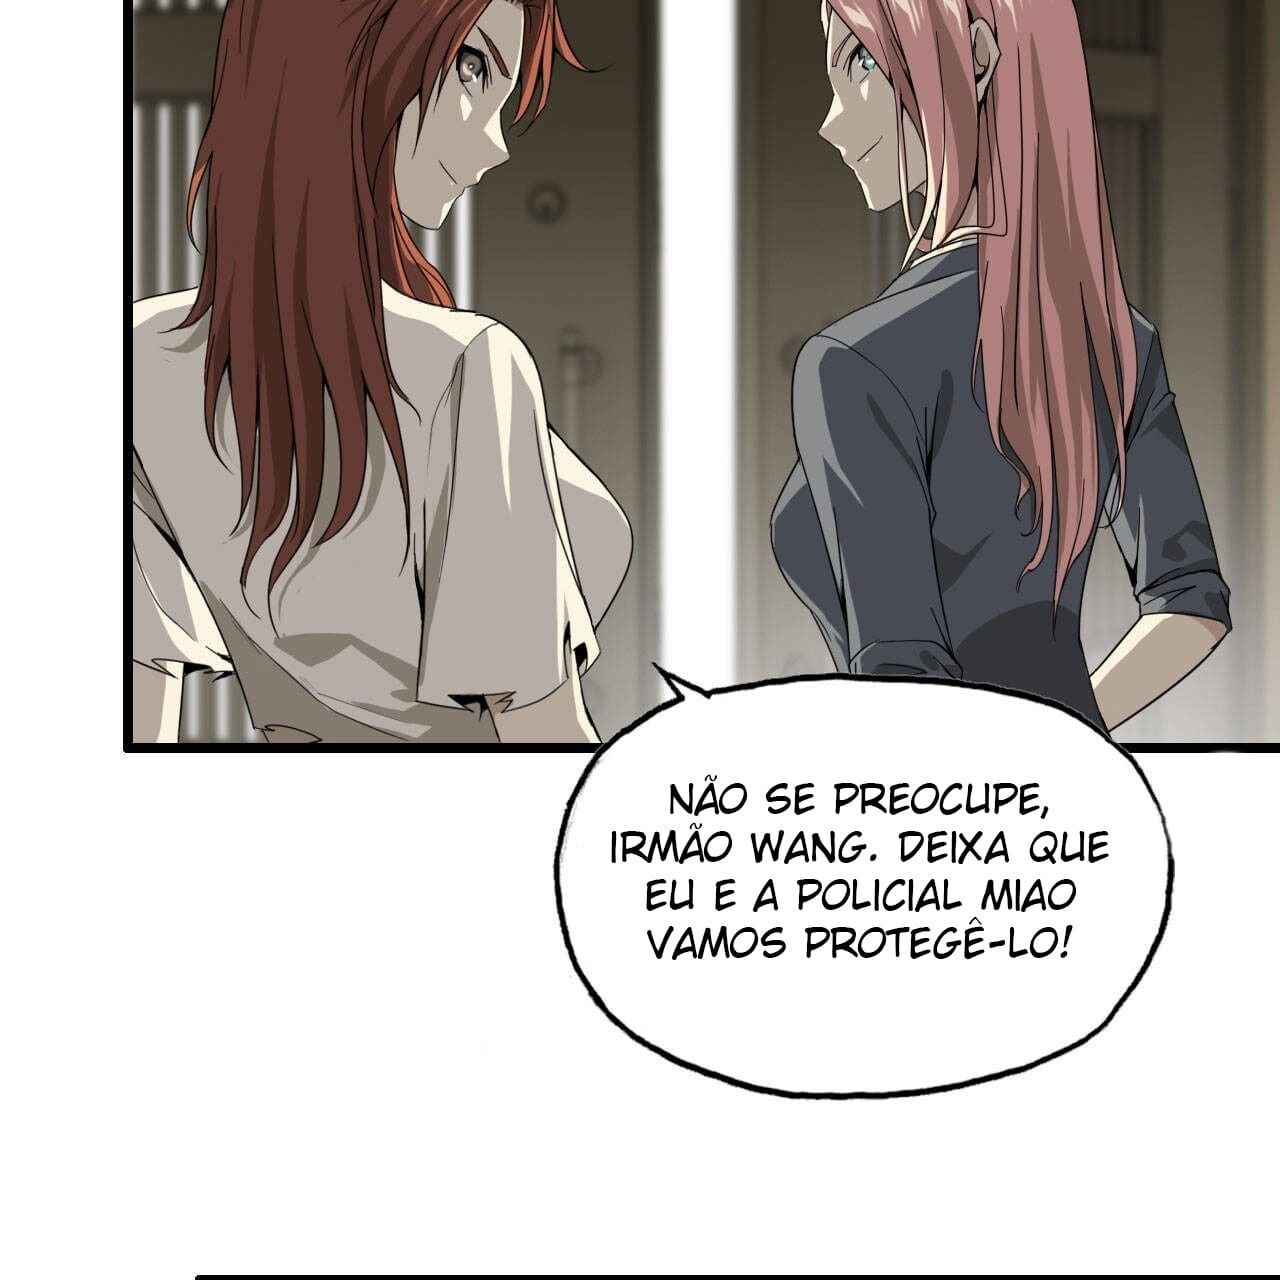 NÃO SE PREOCUPE,
IRMÃO WANG. DEIXA QUE
EU E A POLICIAL MIAO
VAMOS PROTEGÊ-LO!